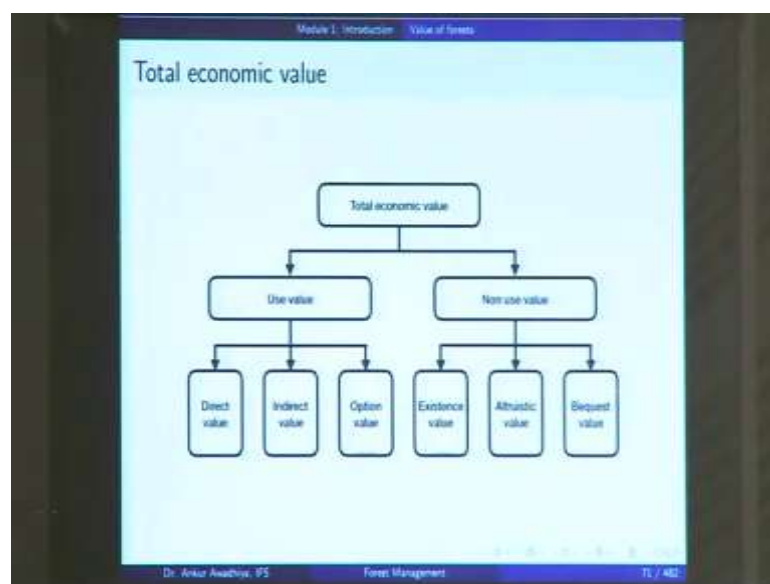 Module 1: Introduction Value of forests
Total economic value
Total economic value
Use value Non use value
Direct value
Indirect value
Option value
Existence value
Altruistic value
Bequest value
Dr. Ankur Awadhiya, IFS Forest Management 71 / 482